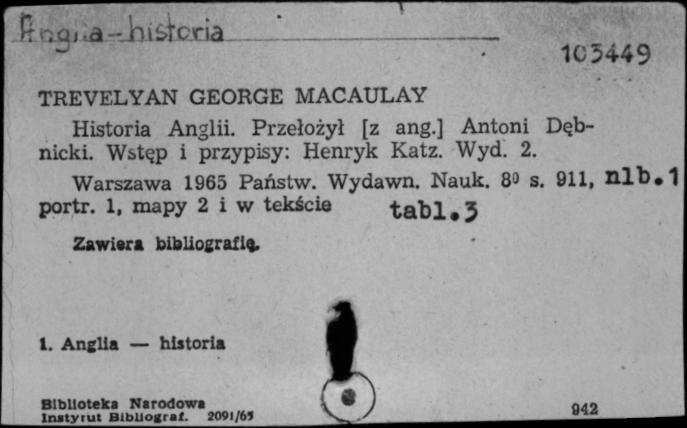 Anglia - historia
103449
TREVELYAN GEORGE MACAULAY
Historia Anglii. Przełożył [z ang.] Antoni Dęb-
nicki. Wstęp i przypisy: Henryk Katz. Wyd. 2.
Warszawa 1965 Państw. Wydawn. Nauk. 8⁰ s. 911, nlb.1
portr. 1, mapy 2 i w tekście tabl.3
Zawiera bibliografię.
1. Anglia — historia
Biblioteka Narodowa
Instytut Bibliograf. 2091/65
942